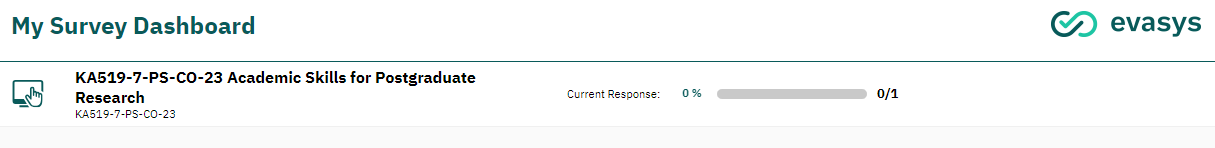 My Survey Dashboard
evasys
KA519-7-PS-CO-23 Academic Skills for Postgraduate
Research
KA519-7-PS-CO-23
Current Response: 0 % 0/1